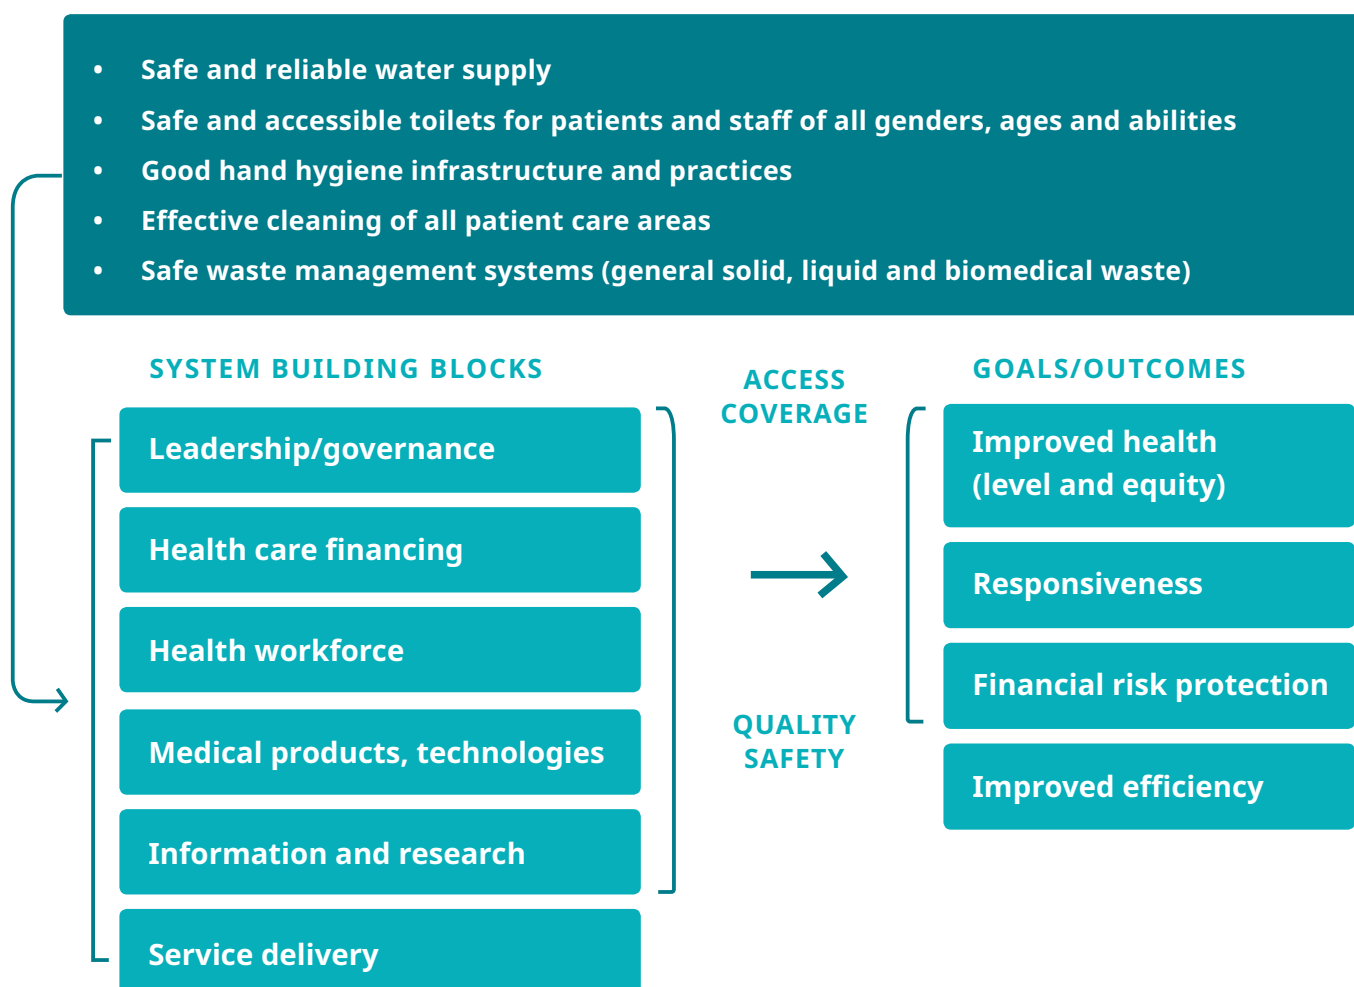 • Safe and reliable water supply
• Safe and accessible toilets for patients and staff of all genders, ages and abilities
• Good hand hygiene infrastructure and practices
• Effective cleaning of all patient care areas
• Safe waste management systems (general solid, liquid and biomedical waste)
SYSTEM BUILDING BLOCKS
Leadership/governance
Health care financing
Health workforce
Medical products, technologies
Information and research
Service delivery
ACCESS
COVERAGE
QUALITY
SAFETY
GOALS/OUTCOMES
Improved health
(level and equity)
Responsiveness
Financial risk protection
Improved efficiency